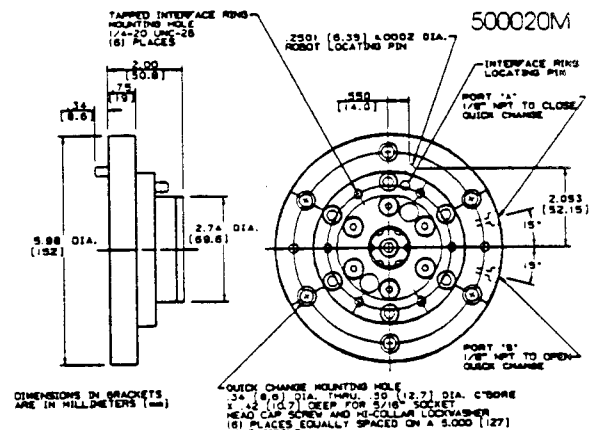 500020M
TAPPED INTERFACE RING
MOUNTING HOLE
1/4-20 UNC-2B
(6) PLACES
.2501 [6.35] ±.0002 DIA.
ROBOT LOCATING PIN
INTERFACE RING
LOCATING PIN
PORT "A"
1/8" NPT TO CLOSE
QUICK CHANGE
2.00
[50.8]
.75
[19]
.34
[8.6]
.550
[14.0]
2.053
[52.15]
15°
15°
5.98 DIA.
[152]
2.74 DIA.
[69.6]
PORT "B"
1/8" NPT TO OPEN
QUICK CHANGE
DIMENSIONS IN BRACKETS
ARE IN MILLIMETERS [mm]
QUICK CHANGE MOUNTING HOLE
.34 [8.6] DIA. THRU, .50 [12.7] DIA. C'BORE
X .42 [10.7] DEEP FOR 5/16" SOCKET
HEAD CAP SCREW AND HI-COLLAR LOCKWASHER
(6) PLACES EQUALLY SPACED ON A 5.000 [127]